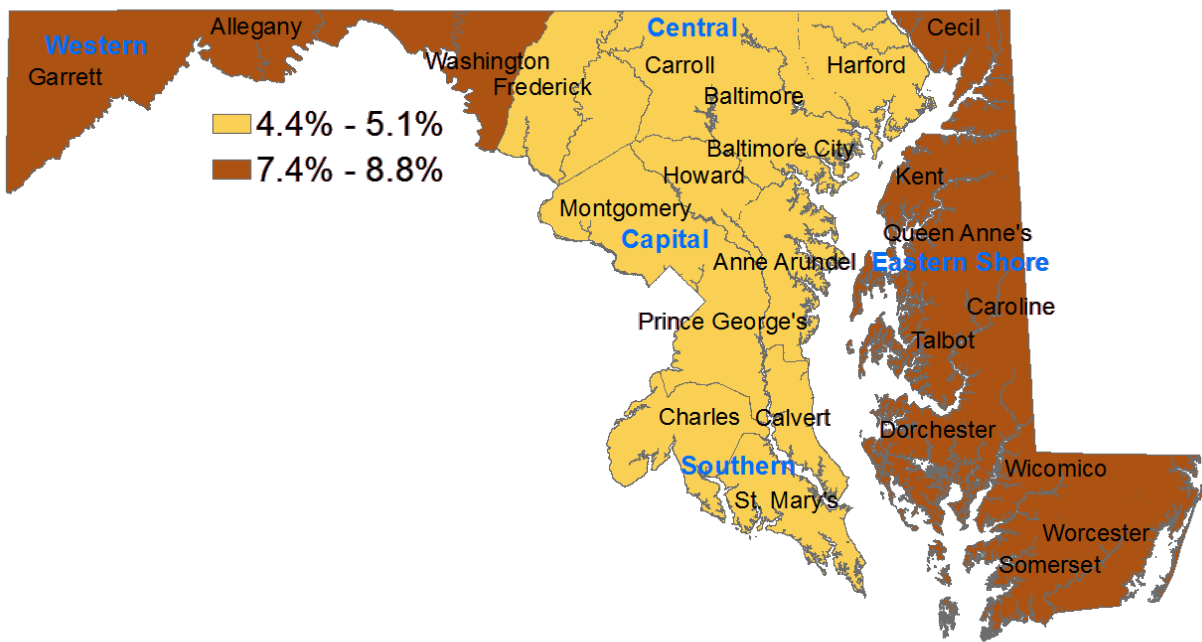 Western
Allegany
Garrett
Washington
Frederick
Central
Carroll
Harford
Cecil
Baltimore
4.4% - 5.1%
7.4% - 8.8%
Baltimore City
Howard
Kent
Montgomery
Capital
Queen Anne's
Anne Arundel
Eastern Shore
Caroline
Prince George's
Talbot
Charles
Calvert
Dorchester
Southern
Wicomico
St. Mary's
Worcester
Somerset